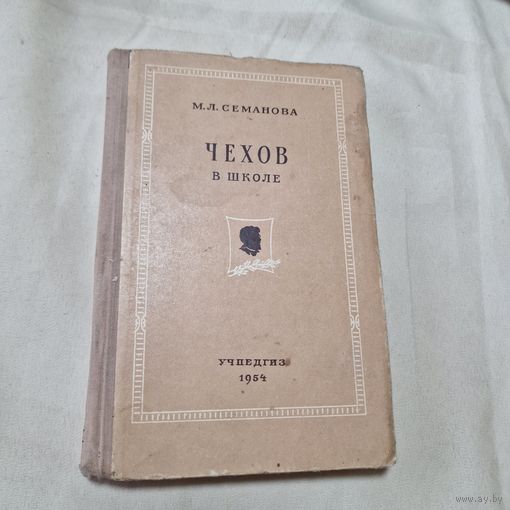 М.Л. СЕМАНОВА
ЧЕХОВ
В ШКОЛЕ
УЧПЕДГИЗ
1954
www.ay.by